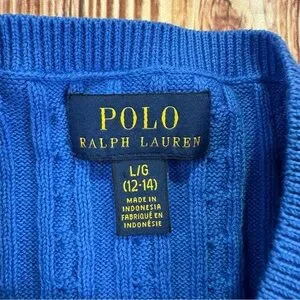 POLO
RALPH LAUREN
L/G
(12-14)
MADE IN
INDONESIA
FABRIQUÉ EN
INDONÉSIE